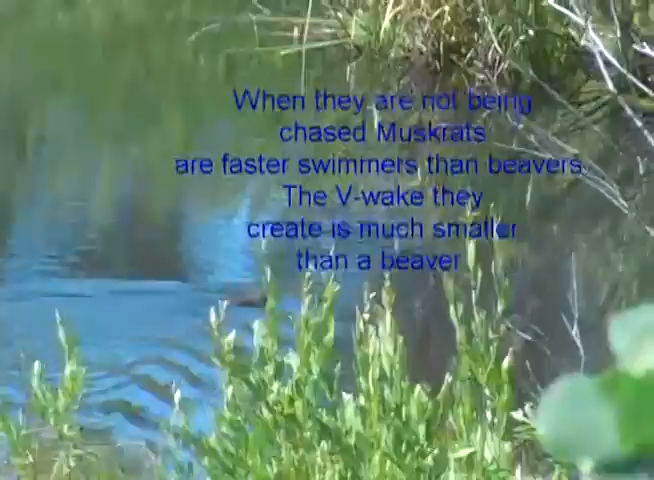 When they are not being
chased Muskrats
are faster swimmers than beavers.
The V-wake they
create is much smaller
than a beaver